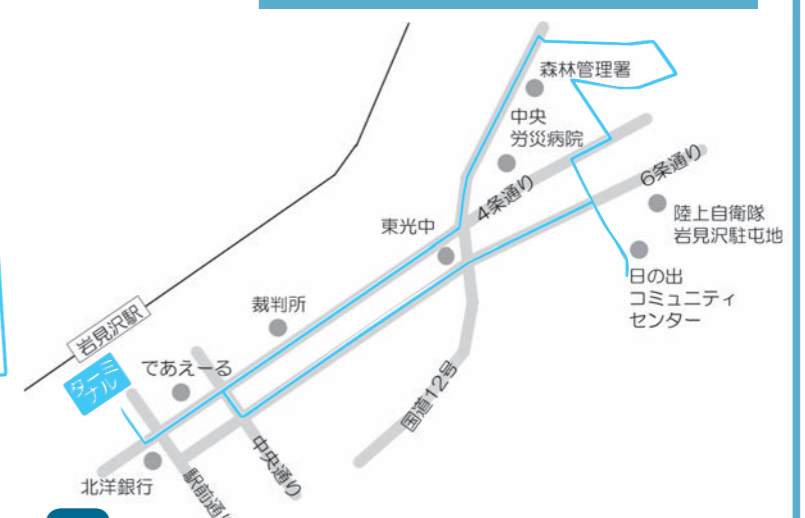 森林管理署
中央
労災病院
4条通り
6条通り
東光中
陸上自衛隊
岩見沢駐屯地
日の出
コミュニティ
センター
裁判所
岩見沢駅
であえーる
ターミ
ナル
国道12号
中央通り
北洋銀行
駅前通り